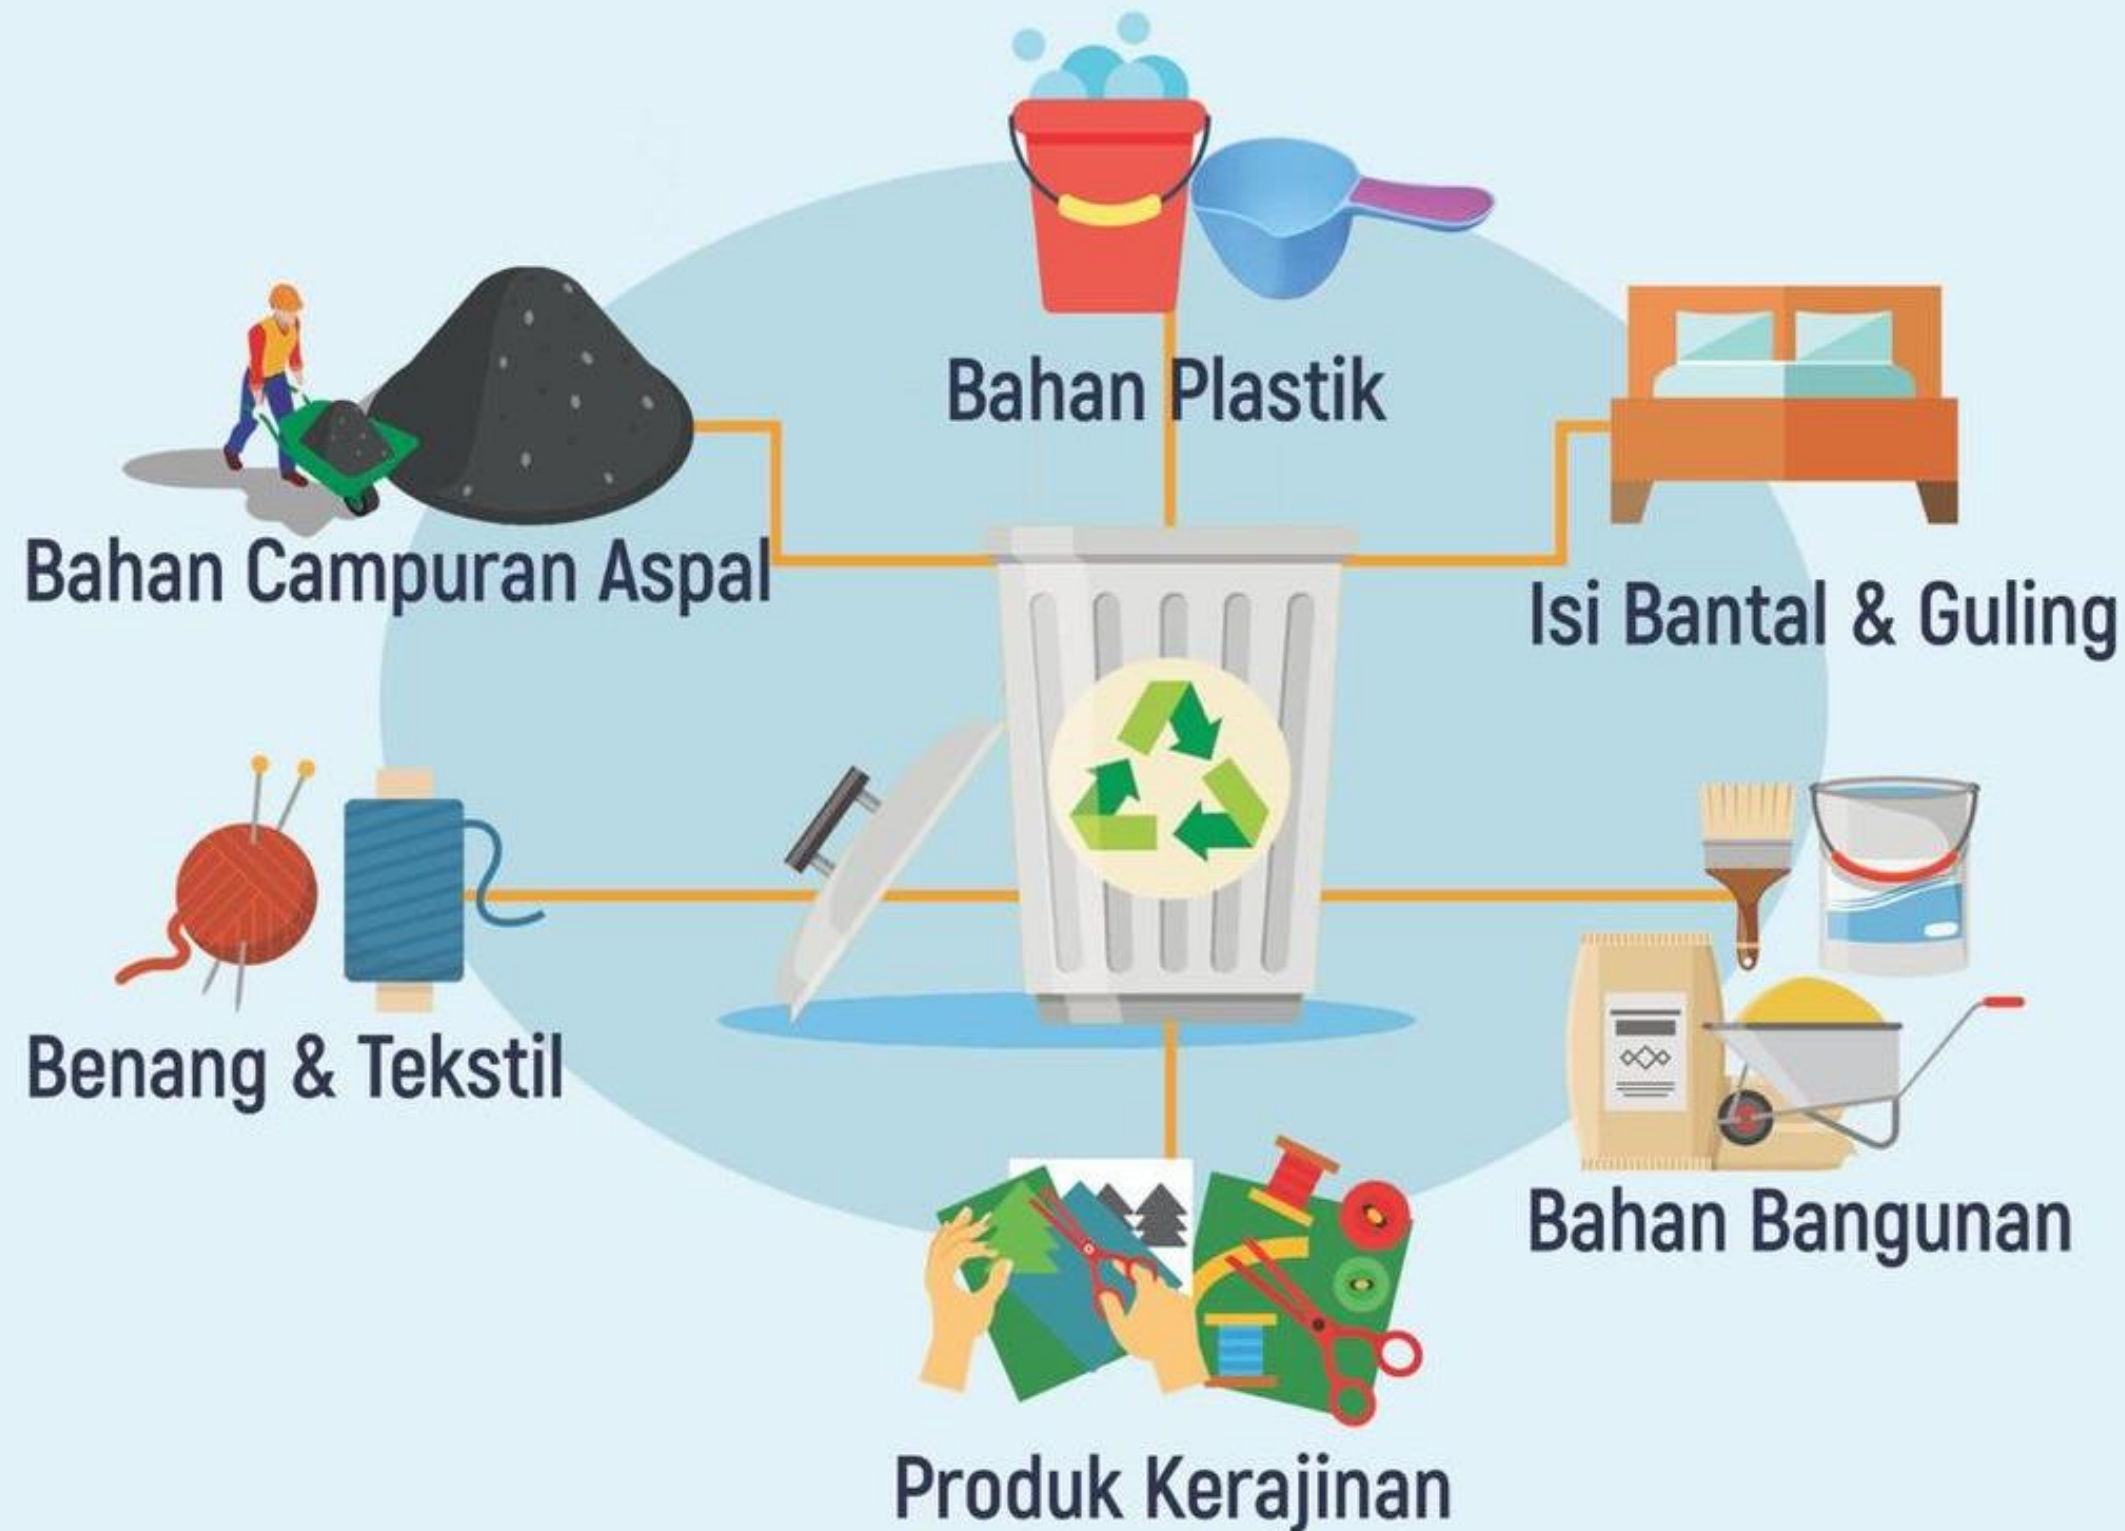 Bahan Plastik
Bahan Campuran Aspal
Isi Bantal & Guling
Benang & Tekstil
Bahan Bangunan
Produk Kerajinan